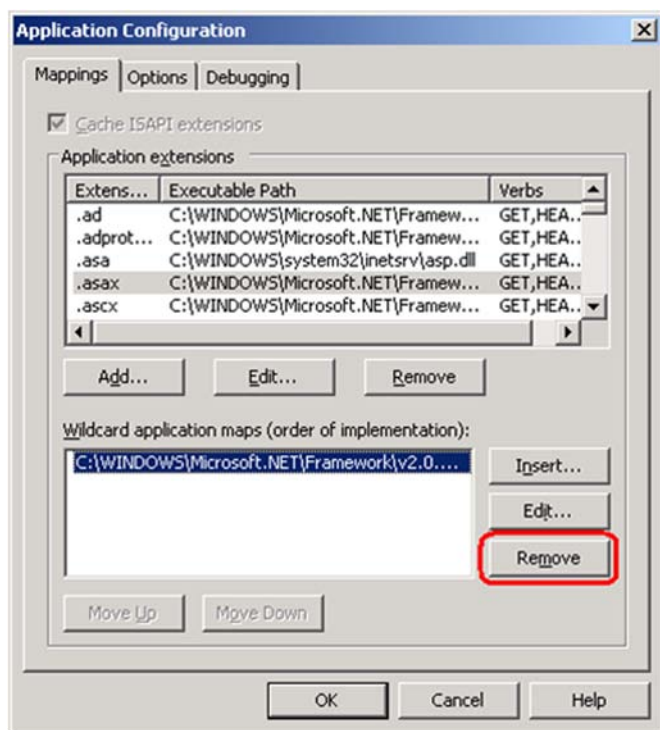 Application Configuration
Mappings Options Debugging
Cache ISAPI extensions
Application extensions
Extens... Executable Path Verbs
.ad C:\WINDOWS\Microsoft.NET\Framew... GET,HEA...
.adprot... C:\WINDOWS\Microsoft.NET\Framew... GET,HEA...
.asa C:\WINDOWS\system32\inetsrv\asp.dll GET,HEA...
.asax C:\WINDOWS\Microsoft.NET\Framew... GET,HEA...
.ascx C:\WINDOWS\Microsoft.NET\Framew... GET,HEA...
Add... Edit... Remove
Wildcard application maps (order of implementation):
C:\WINDOWS\Microsoft.NET\Framework\v2.0....
Insert...
Edit...
Remove
Move Up Move Down
OK Cancel Help